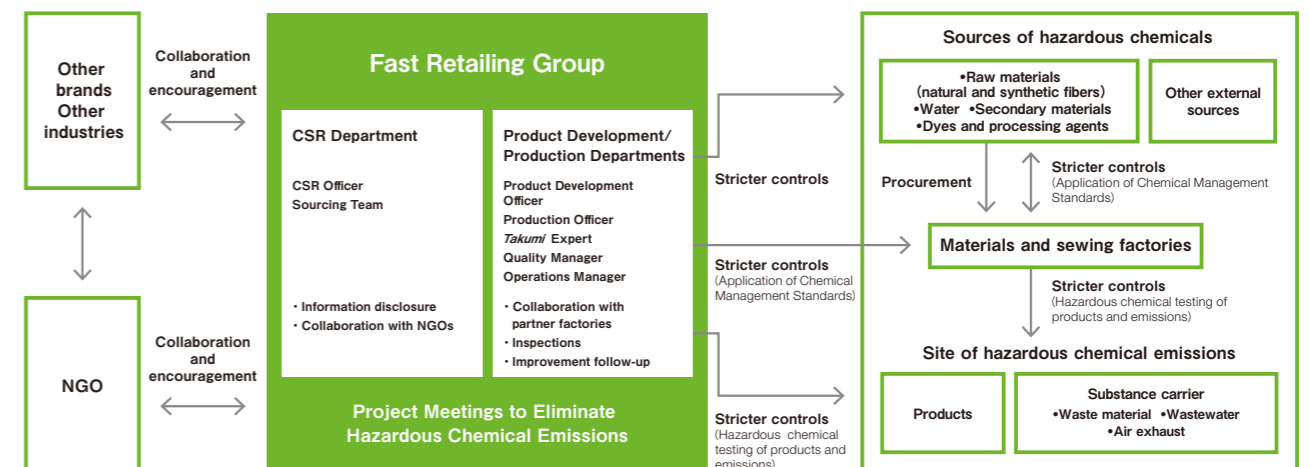 Other
brands
Other
industries
Collaboration
and
encouragement
NGO
Collaboration
and
encouragement
Fast Retailing Group
CSR Department
CSR Officer
Sourcing Team
・Information disclosure
・Collaboration with NGOs
Product Development/
Production Departments
Product Development
Officer
Production Officer
Takumi Expert
Quality Manager
Operations Manager
・Collaboration with
partner factories
・Inspections
・Improvement follow-up
Project Meetings to Eliminate
Hazardous Chemical Emissions
Stricter controls
Stricter controls
(Application of Chemical
Management Standards)
Stricter controls
(Hazardous chemical
testing of products and
emissions)
Sources of hazardous chemicals
•Raw materials
(natural and synthetic fibers)
•Water •Secondary materials
•Dyes and processing agents
Other external
sources
Procurement
Stricter controls
(Application of Chemical Management
Standards)
Materials and sewing factories
Stricter controls
(Hazardous chemical testing of
products and emissions)
Site of hazardous chemical emissions
Products
Substance carrier
•Waste material •Wastewater
•Air exhaust